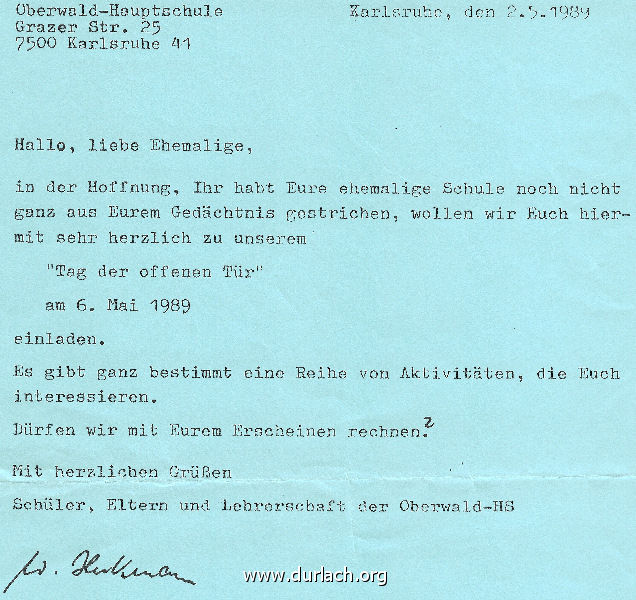 Oberwald-Hauptschule
Grazer Str. 25
7500 Karlsruhe 41
Karlsruhe, den 2.5.1989
Hallo, liebe Ehemalige,
in der Hoffnung, Ihr habt Eure ehemalige Schule noch nicht
ganz aus Eurem Gedächtnis gestrichen, wollen wir Euch hier-
mit sehr herzlich zu unserem
"Tag der offenen Tür"
am 6. Mai 1989
einladen.
Es gibt ganz bestimmt eine Reihe von Aktivitäten, die Euch
interessieren.
Dürfen wir mit Eurem Erscheinen rechnen?
Mit herzlichen Grüßen
Schüler, Eltern und Lehrerschaft der Oberwald-HS
www.durlach.org